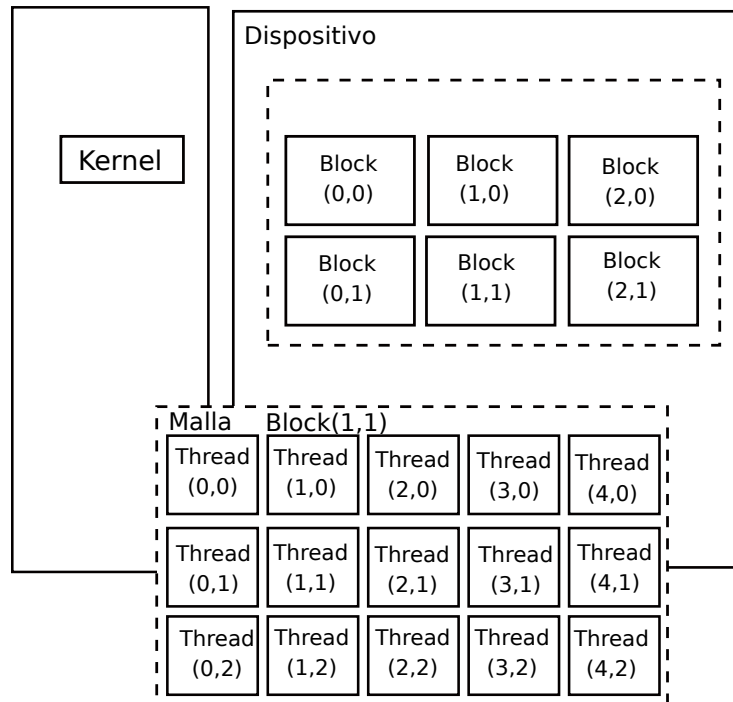 Dispositivo
Kernel
Block Block Block
(0,0) (1,0) (2,0)
Block Block Block
(0,1) (1,1) (2,1)
Malla Block(1,1)
Thread Thread Thread Thread Thread
(0,0) (1,0) (2,0) (3,0) (4,0)
Thread Thread Thread Thread Thread
(0,1) (1,1) (2,1) (3,1) (4,1)
Thread Thread Thread Thread Thread
(0,2) (1,2) (2,2) (3,2) (4,2)